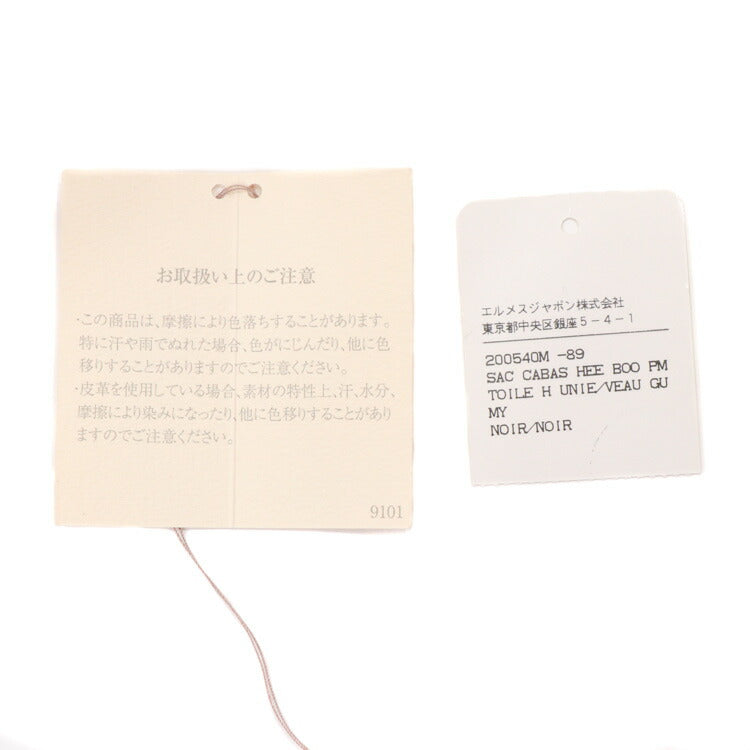 お取扱い上のご注意
・この商品は、摩擦により色落ちすることがあります。
特に汗や雨でぬれた場合、色がにじんだり、他に色
移りすることがありますのでご注意ください。
・皮革を使用している場合、素材の特性上、汗、水分、
摩擦により染みになったり、他に色移りすることがあり
ますのでご注意ください。
9101
エルメスジャポン株式会社
東京都中央区銀座5-4-1
200540M -89
SAC CABAS HEE BOO PM
TOILE H UNIE/VEAU GU
MY
NOIR/NOIR